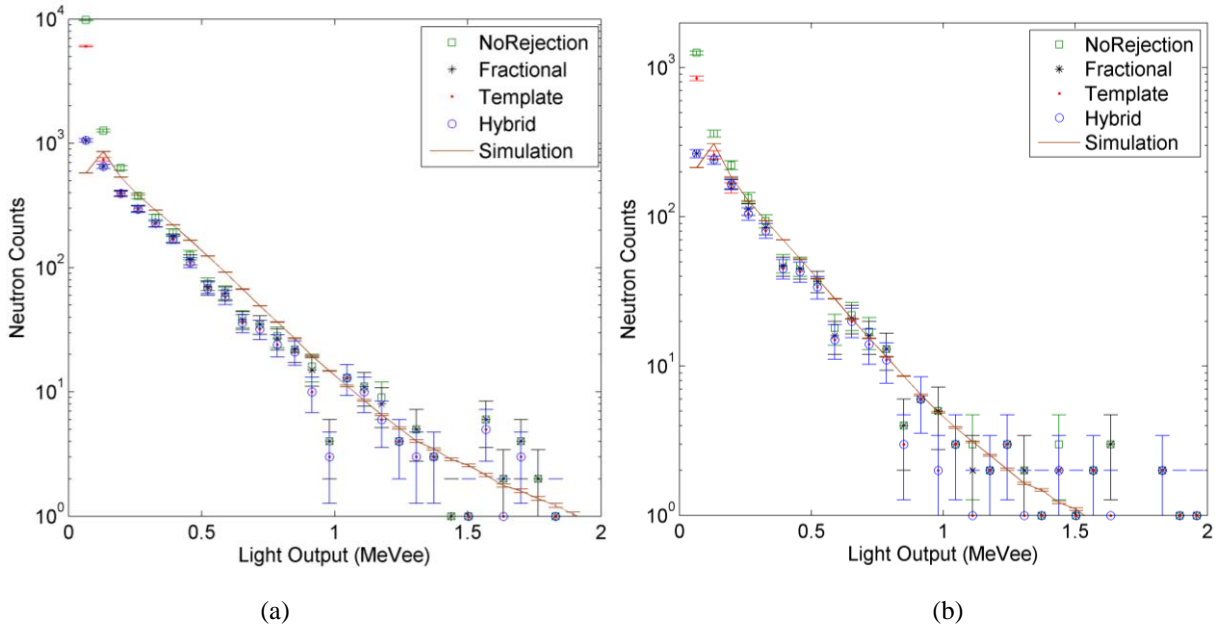 10^4
10^3
10^2
10^1
10^0
Neutron Counts
0
0.5
1
1.5
2
Light Output (MeVee)
NoRejection
Fractional
Template
Hybrid
Simulation
(a)
10^3
10^2
10^1
10^0
Neutron Counts
0
0.5
1
1.5
2
Light Output (MeVee)
NoRejection
Fractional
Template
Hybrid
Simulation
(b)